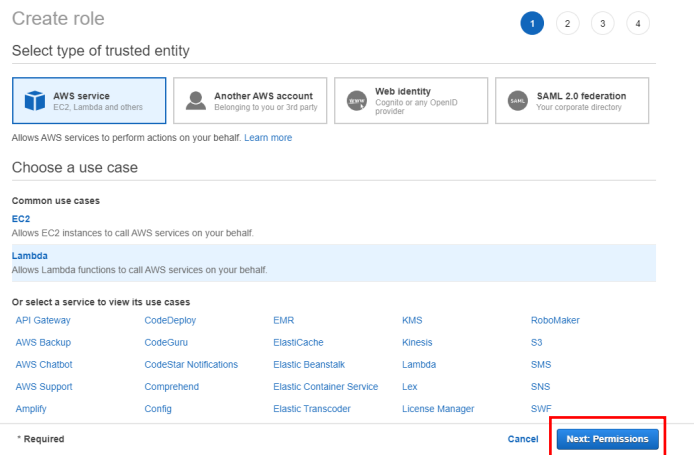 Create role
1 2 3 4
Select type of trusted entity
AWS service
EC2, Lambda and others
Another AWS account
Belonging to you or 3rd party
WWW
Web identity
Cognito or any OpenID
provider
SAML
SAML 2.0 federation
Your corporate directory
Allows AWS services to perform actions on your behalf. Learn more
Choose a use case
Common use cases
EC2
Allows EC2 instances to call AWS services on your behalf.
Lambda
Allows Lambda functions to call AWS services on your behalf.
Or select a service to view its use cases
API Gateway CodeDeploy EMR KMS RoboMaker
AWS Backup CodeGuru ElastiCache Kinesis S3
AWS Chatbot CodeStar Notifications Elastic Beanstalk Lambda SMS
AWS Support Comprehend Elastic Container Service Lex SNS
Amplify Config Elastic Transcoder License Manager SWF
* Required Cancel Next: Permissions